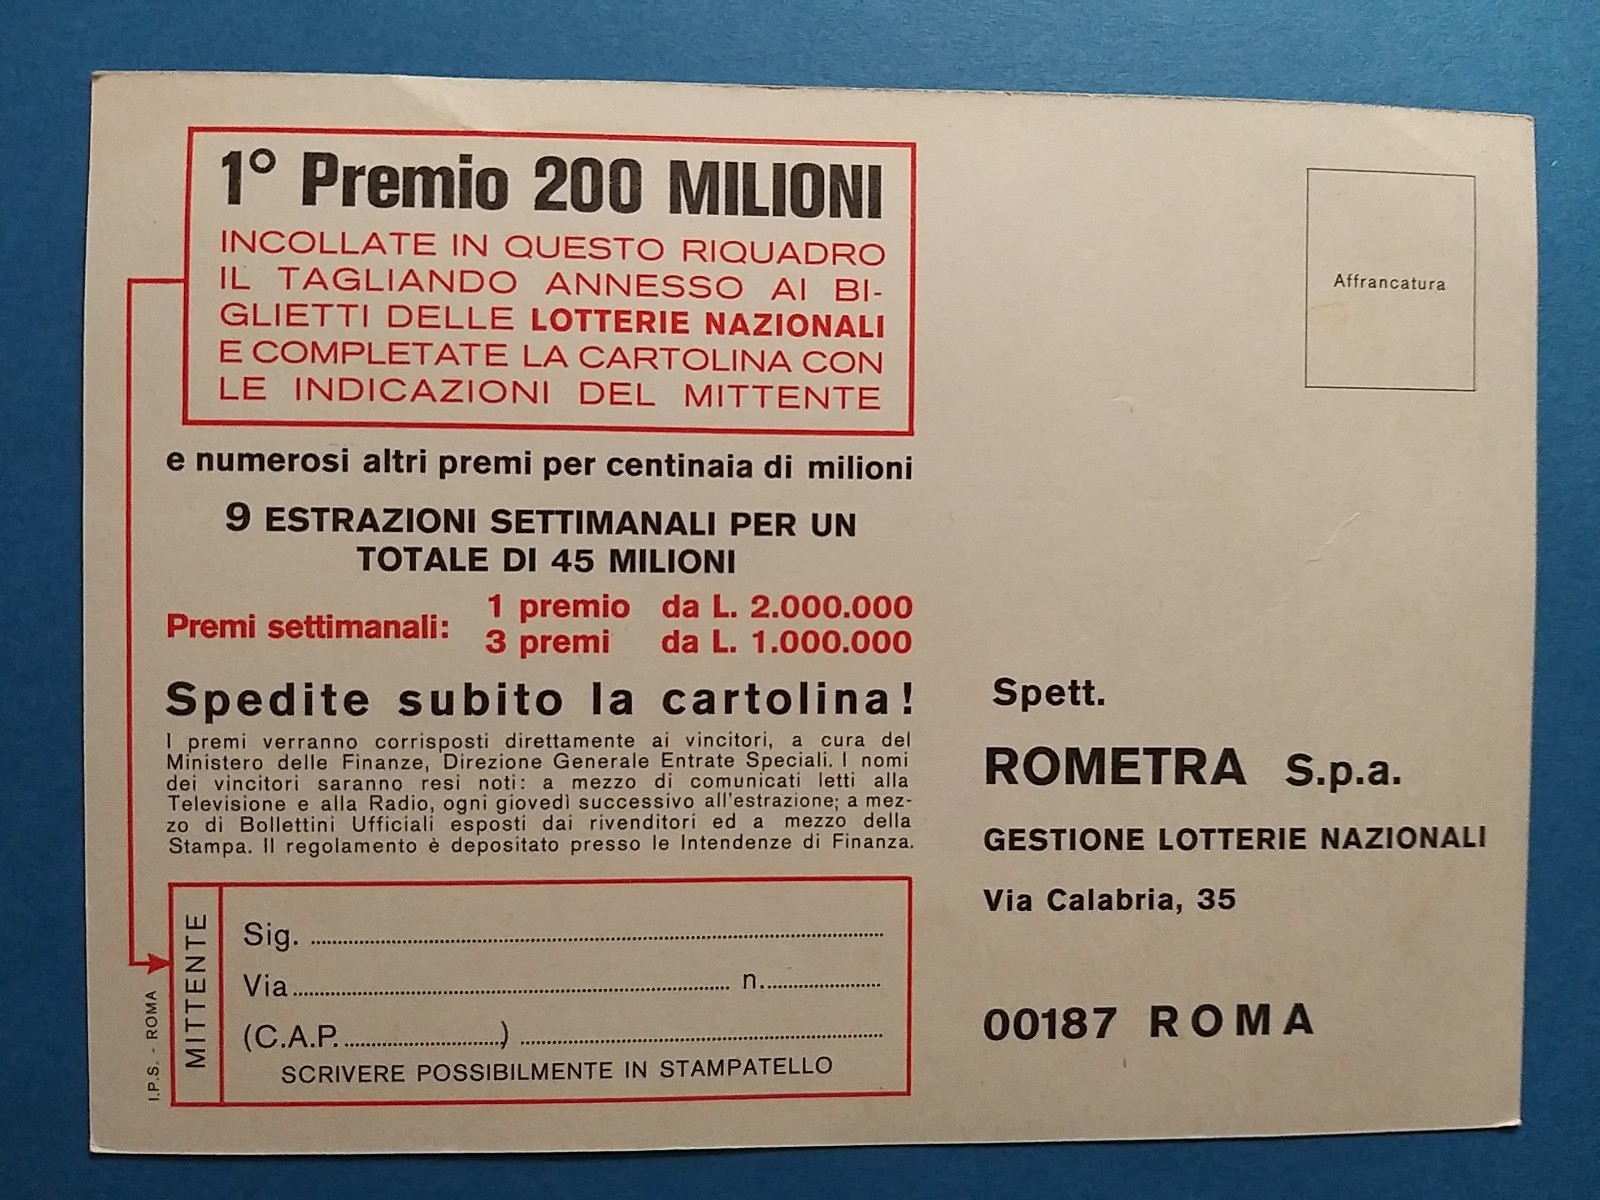 1° Premio 200 MILIONI
INCOLLATE IN QUESTO RIQUADRO
IL TAGLIANDO ANNESSO AI BI-
GLIETTI DELLE LOTTERIE NAZIONALI
E COMPLETATE LA CARTOLINA CON
LE INDICAZIONI DEL MITTENTE
e numerosi altri premi per centinaia di milioni
9 ESTRAZIONI SETTIMANALI PER UN
TOTALE DI 45 MILIONI
Premi settimanali:
1 premio da L. 2.000.000
3 premi da L. 1.000.000
Spedite subito la cartolina!
I premi verranno corrisposti direttamente ai vincitori, a cura del
Ministero delle Finanze, Direzione Generale Entrate Speciali. I nomi
dei vincitori saranno resi noti: a mezzo di comunicati letti alla
Televisione e alla Radio, ogni giovedì successivo all'estrazione; a mez-
zo di Bollettini Ufficiali esposti dai rivenditori ed a mezzo della
Stampa. Il regolamento è depositato presso le Intendenze di Finanza.
MITTENTE
Sig. ........
Via ........ n. ........
(C.A.P. ........) ........
SCRIVERE POSSIBILMENTE IN STAMPATELLO
I.P.S. - ROMA
Affrancatura
Spett.
ROMETRA S.p.a.
GESTIONE LOTTERIE NAZIONALI
Via Calabria, 35
00187 ROMA